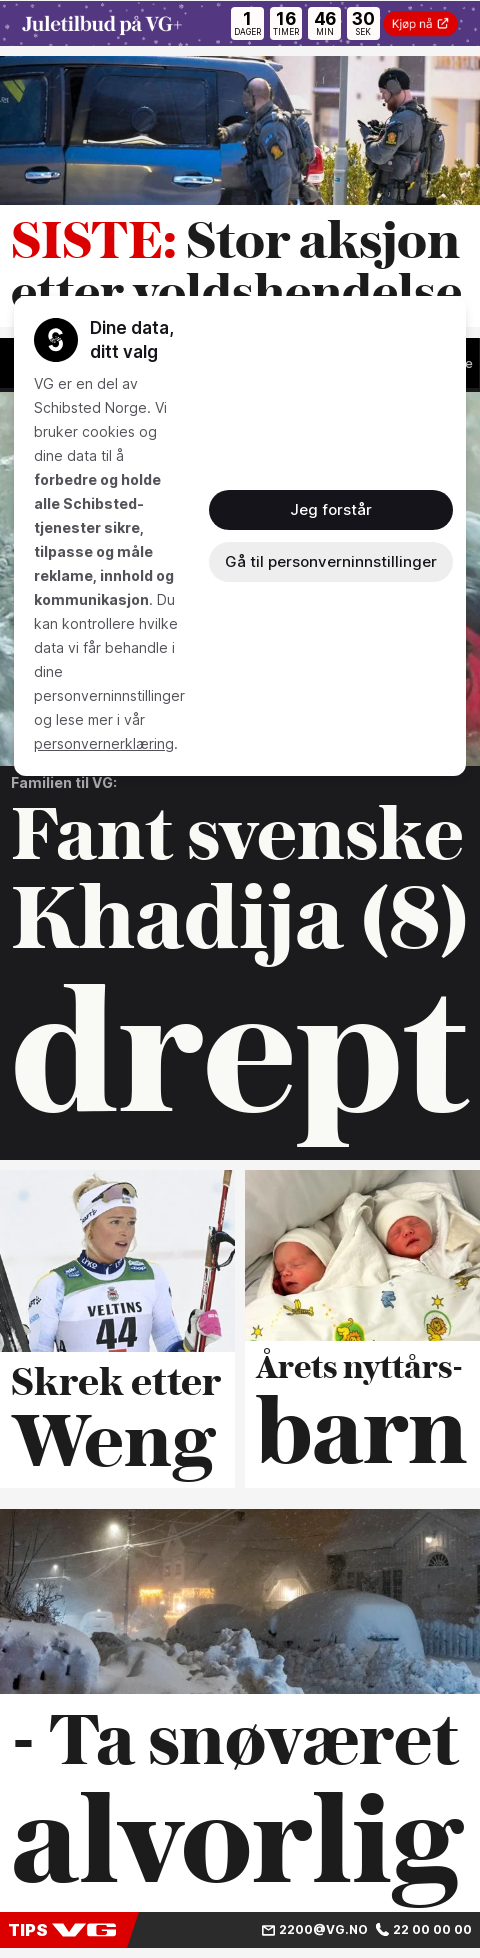 Juletilbud på VG+
1 16 46 30
DAGER TIMER MIN SEK
Kjøp nå
SISTE: Stor aksjon
etter voldshendelse
Dine data,
ditt valg
VG er en del av
Schibsted Norge. Vi
bruker cookies og
dine data til å
forbedre og holde
alle Schibsted-
tjenester sikre,
tilpasse og måle
reklame, innhold og
kommunikasjon. Du
kan kontrollere hvilke
data vi får behandle i
dine
personverninnstillinger
og lese mer i vår
personvernerklæring.
Jeg forstår
Gå til personverninnstillinger
Familien til VG:
Fant svenske
Khadija (8)
drept
VELTINS
44
Skrek etter
Weng
Årets nyttårs-
barn
- Ta snøværet
alvorlig
TIPS VG
2200@VG.NO 22 00 00 00